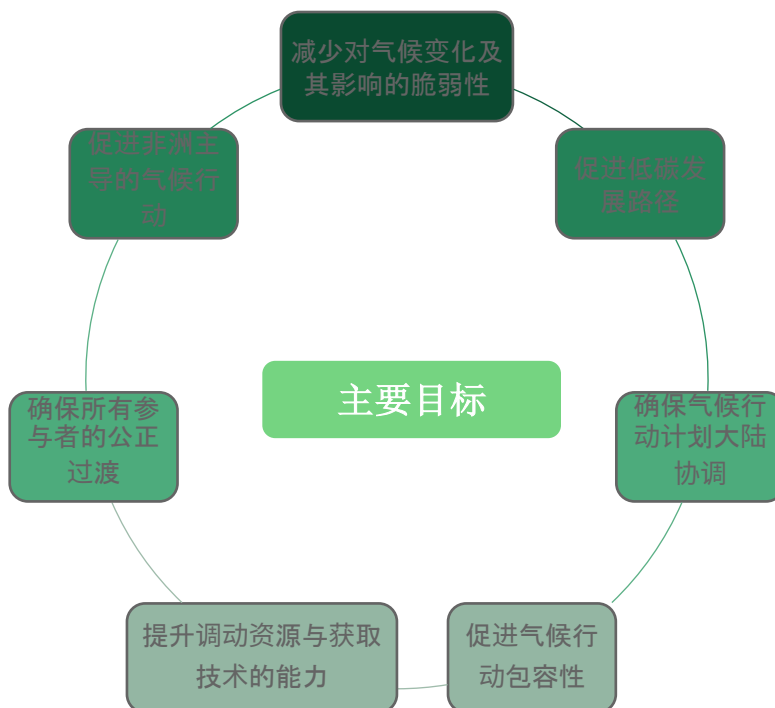 减少对气候变化及
其影响的脆弱性
促进低碳发
展路径
确保气候行
动计划大陆
协调
促进气候行
动包容性
提升调动资源与获取
技术的能力
确保所有参
与者的公正
过渡
促进非洲主
导的气候行
动
主要目标